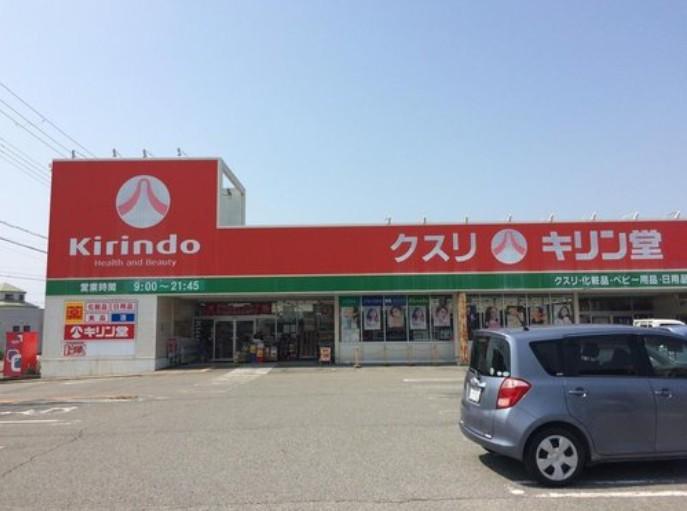 Kirindo
Health and Beauty
クスリ キリン堂
営業時間 9:00～21:45
クスリ・化粧品・ベビー用品・日用品
薬 化粧品 日用品
食品 酒
キリン堂